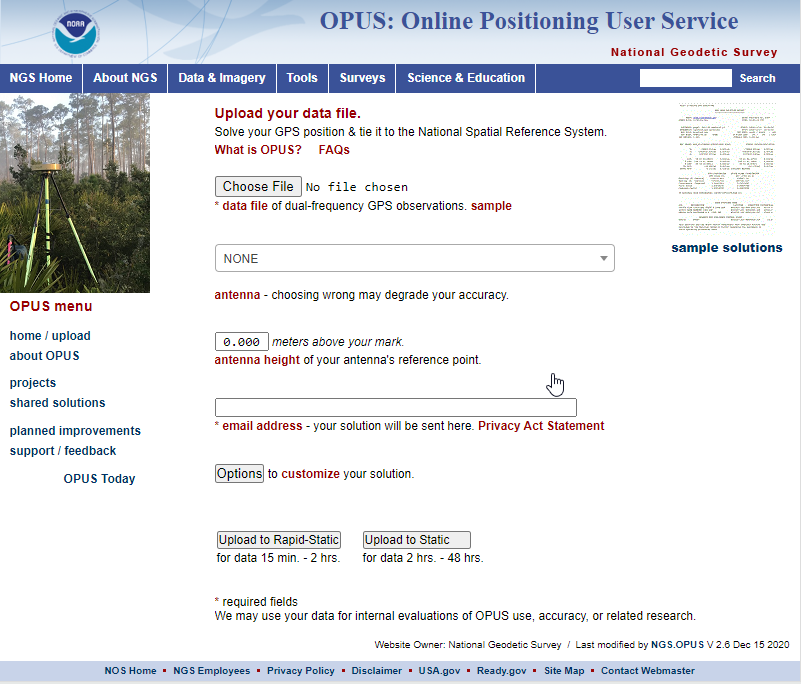 NOAA
OPUS: Online Positioning User Service
National Geodetic Survey
NGS Home About NGS Data & Imagery Tools Surveys Science & Education Search
Upload your data file.
Solve your GPS position & tie it to the National Spatial Reference System.
What is OPUS? FAQs
Choose File No file chosen
* data file of dual-frequency GPS observations. sample
sample solutions
NONE
antenna - choosing wrong may degrade your accuracy.
OPUS menu
home / upload
about OPUS
projects
shared solutions
planned improvements
support / feedback
OPUS Today
0.000 meters above your mark.
antenna height of your antenna's reference point.
* email address - your solution will be sent here. Privacy Act Statement
Options to customize your solution.
Upload to Rapid-Static Upload to Static
for data 15 min. - 2 hrs. for data 2 hrs. - 48 hrs.
* required fields
We may use your data for internal evaluations of OPUS use, accuracy, or related research.
Website Owner: National Geodetic Survey / Last modified by NGS.OPUS V 2.6 Dec 15 2020
NOS Home ▪ NGS Employees ▪ Privacy Policy ▪ Disclaimer ▪ USA.gov ▪ Ready.gov ▪ Site Map ▪ Contact Webmaster